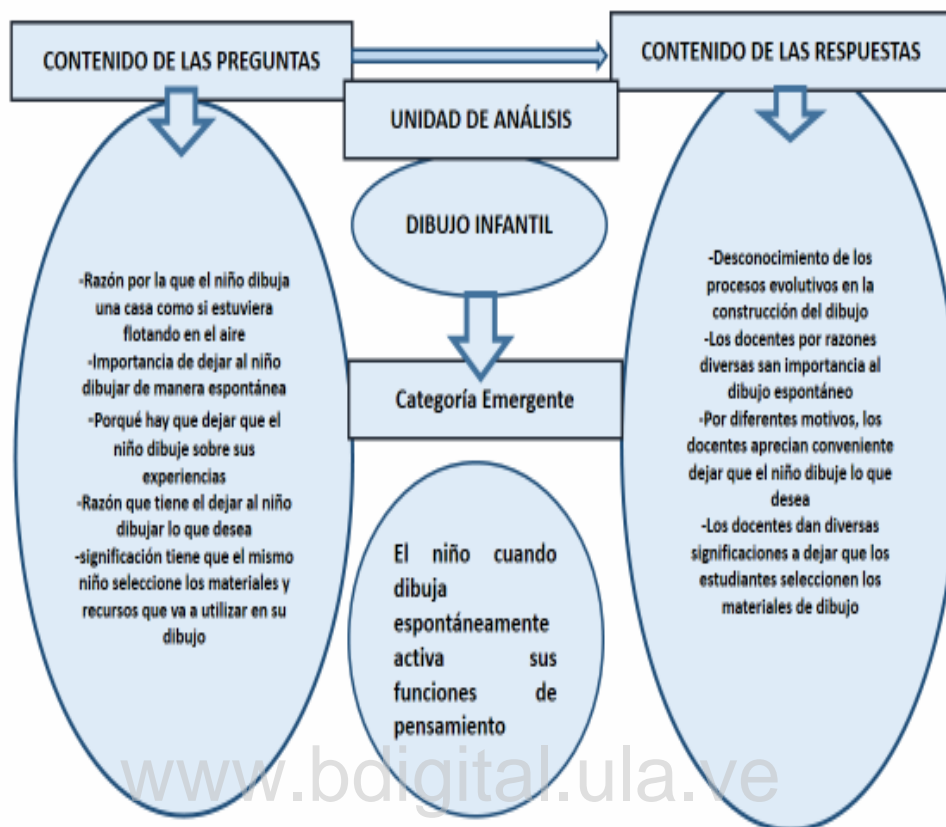 CONTENIDO DE LAS PREGUNTAS
CONTENIDO DE LAS RESPUESTAS
UNIDAD DE ANÁLISIS
DIBUJO INFANTIL
-Razón por la que el niño dibuja
una casa como si estuviera
flotando en el aire
-Importancia de dejar al niño
dibujar de manera espontánea
-Porqué hay que dejar que el
niño dibuje sobre sus
experiencias
-Razón que tiene el dejar al niño
dibujar lo que desea
-significación tiene que el mismo
niño seleccione los materiales y
recursos que va a utilizar en su
dibujo
Categoría Emergente
El niño cuando
dibuja
espontáneamente
activa sus
funciones de
pensamiento
-Desconocimiento de los
procesos evolutivos en la
construcción del dibujo
-Los docentes por razones
diversas san importancia al
dibujo espontáneo
-Por diferentes motivos, los
docentes aprecian conveniente
dejar que el niño dibuje lo que
desea
-Los docentes dan diversas
significaciones a dejar que los
estudiantes seleccionen los
materiales de dibujo
www.bdigital.ula.ve